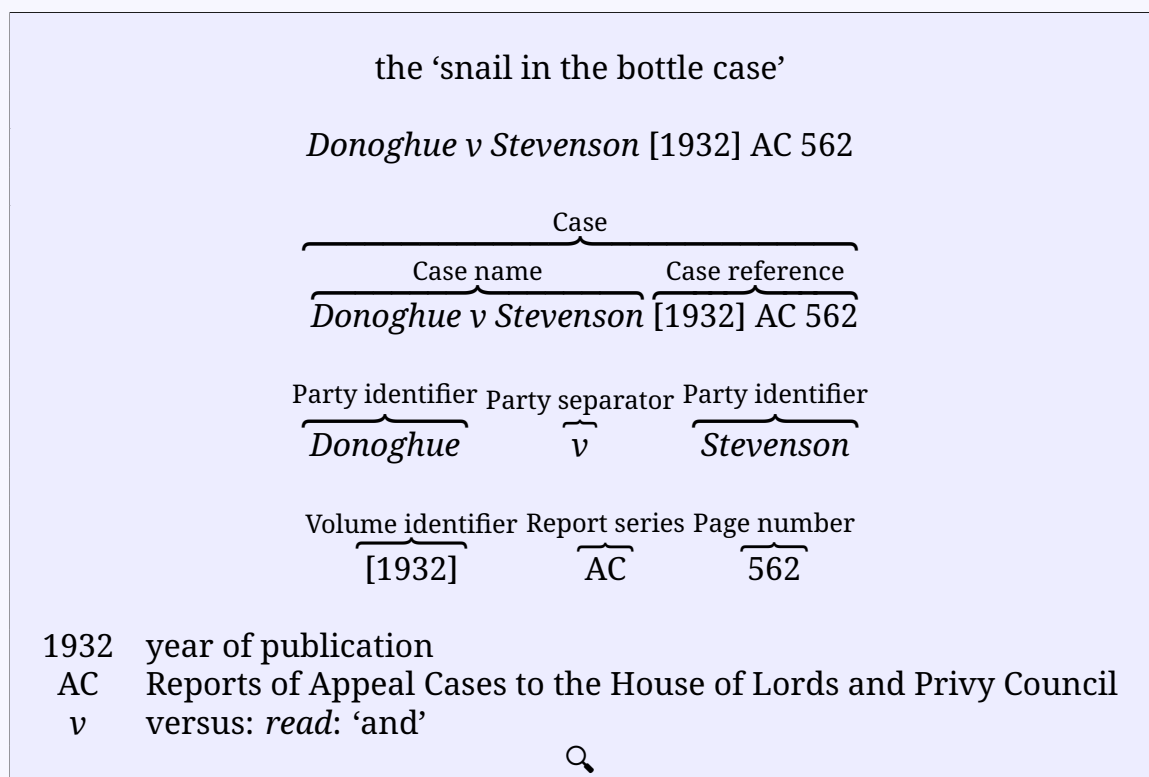 the ‘snail in the bottle case’
Donoghue v Stevenson [1932] AC 562
Case
Case name Case reference
Donoghue v Stevenson [1932] AC 562
Party identifier Party separator Party identifier
Donoghue v Stevenson
Volume identifier Report series Page number
[1932] AC 562
1932 year of publication
AC Reports of Appeal Cases to the House of Lords and Privy Council
v versus: read: ‘and’